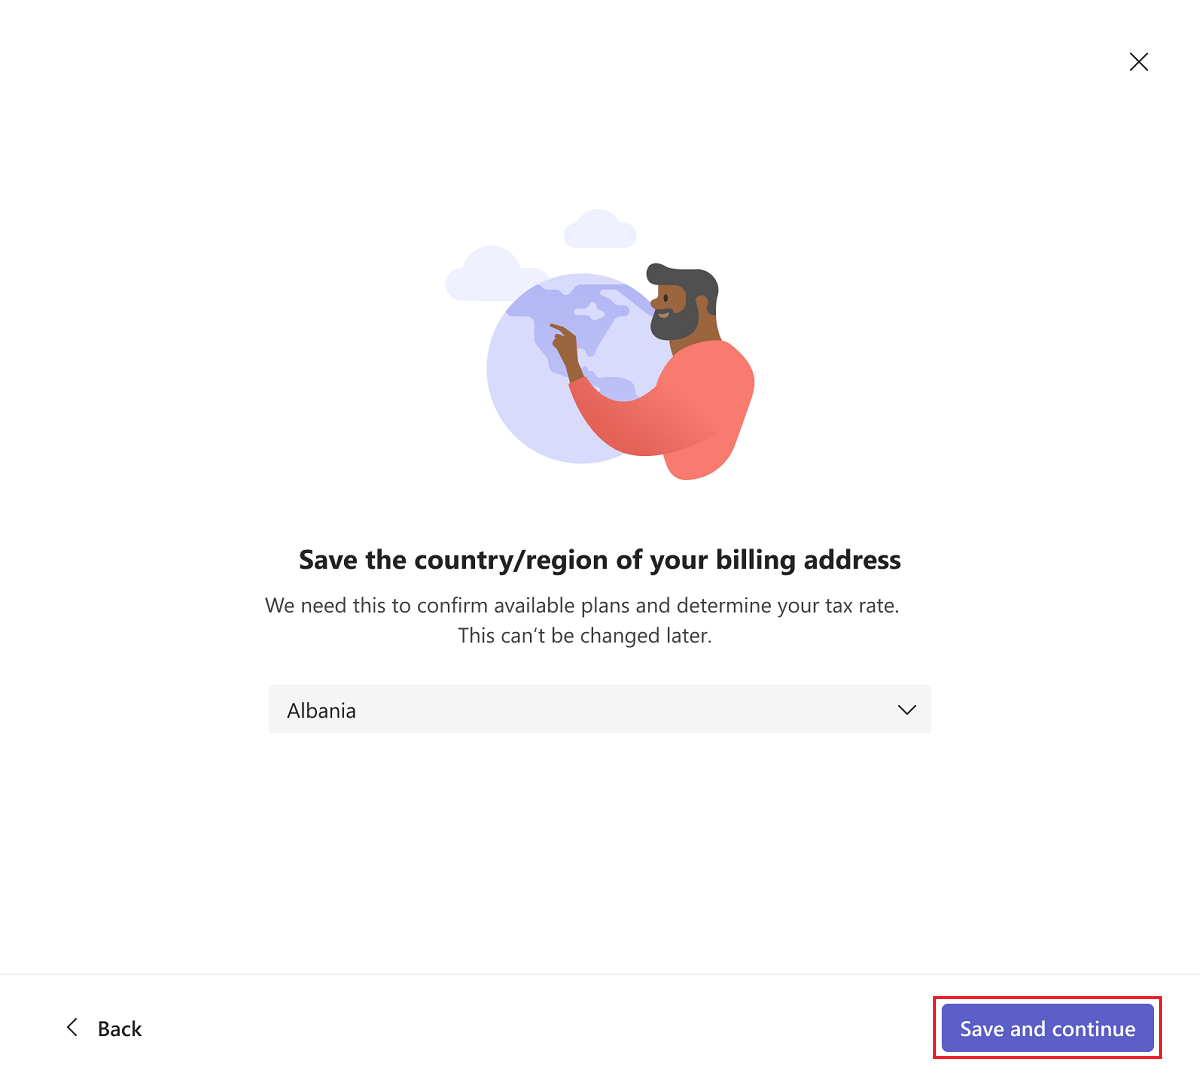 Save the country/region of your billing address
We need this to confirm available plans and determine your tax rate.
This can't be changed later.
Albania
Back
Save and continue